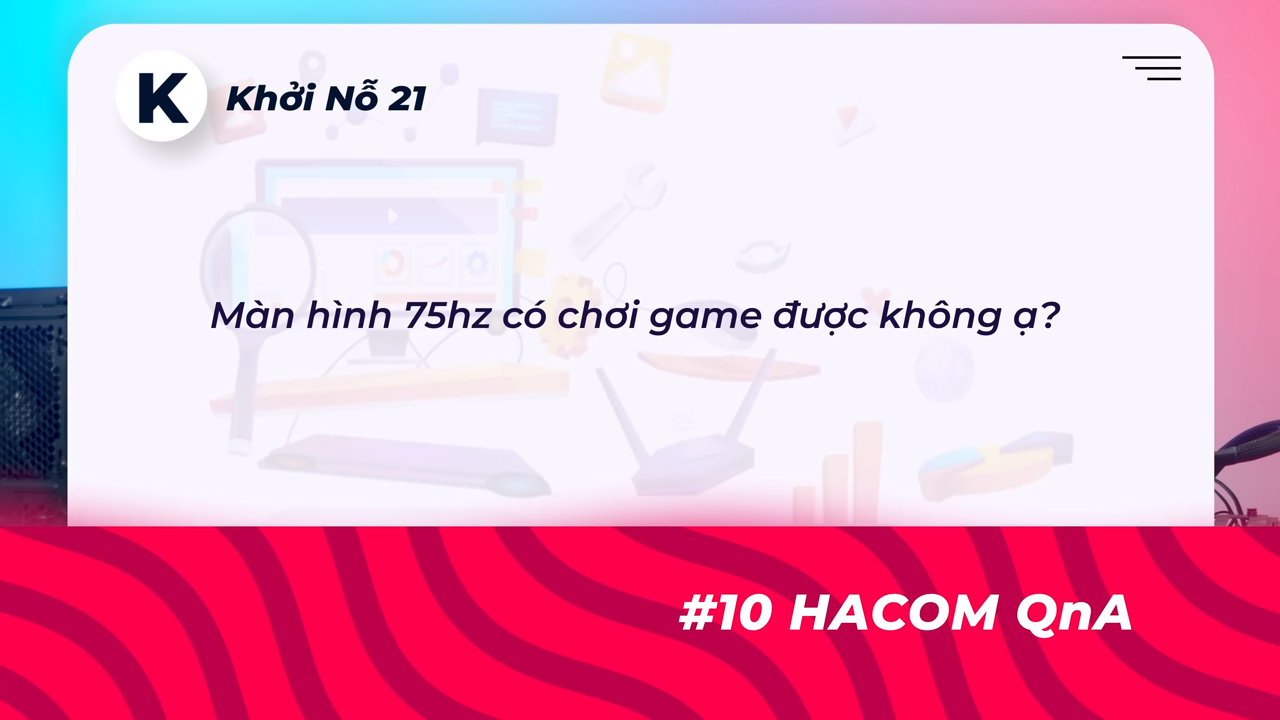 K
Khởi Nỗ 21
Màn hình 75hz có chơi game được không ạ?
#10 HACOM QnA